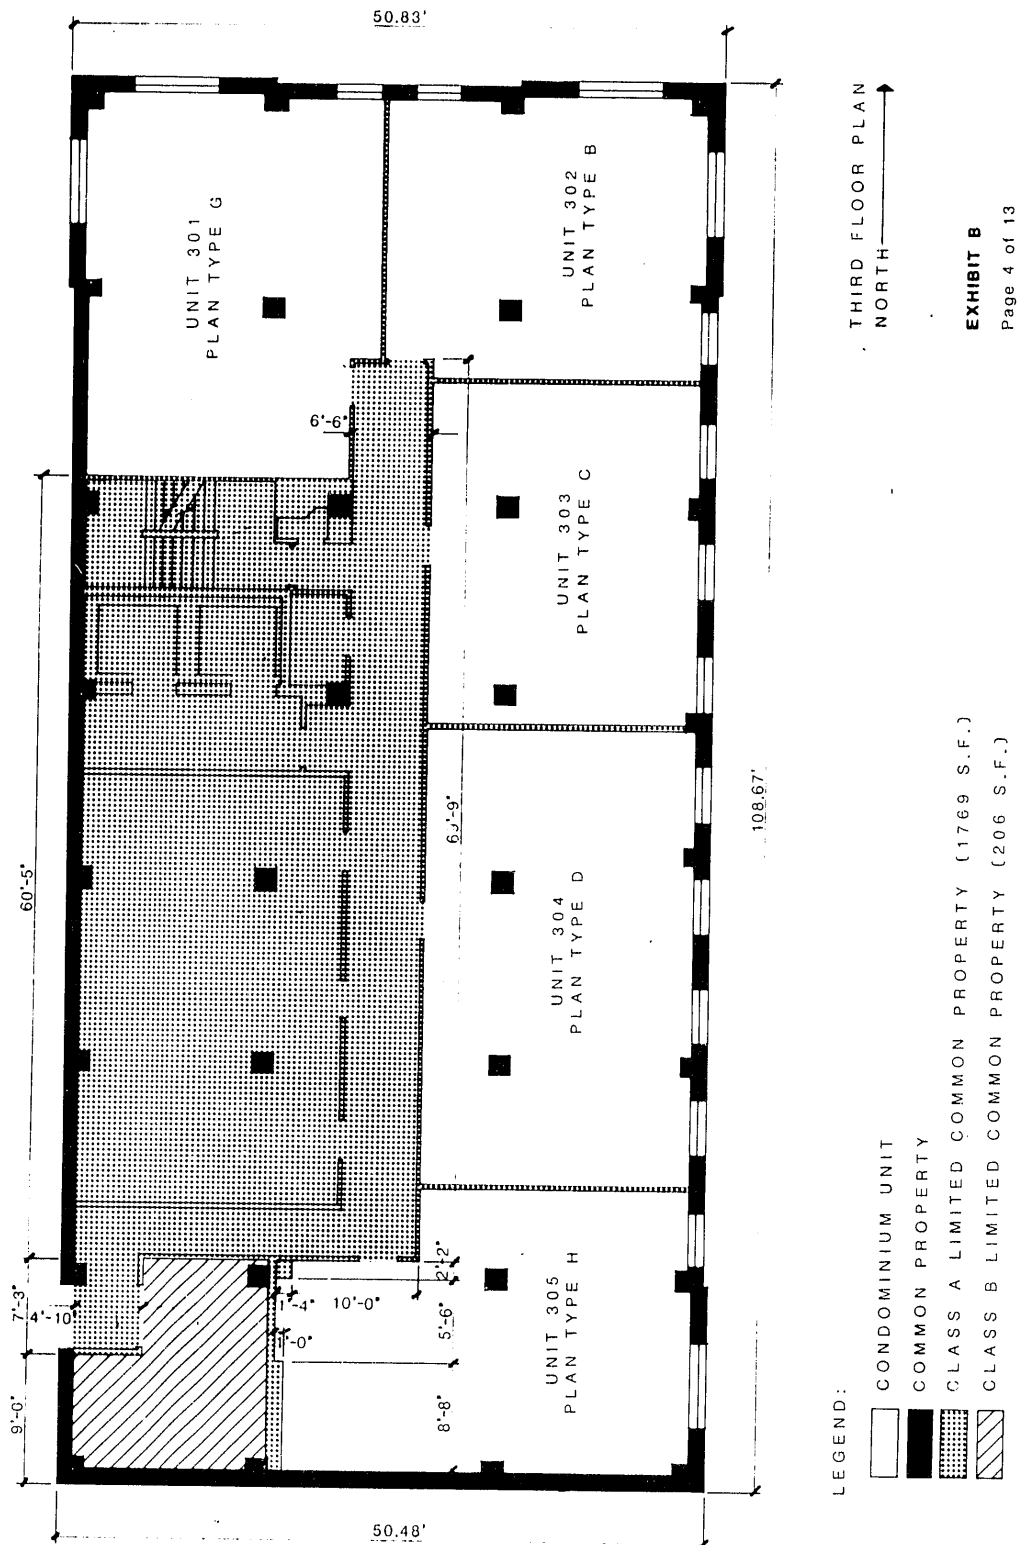 50.83'
UNIT 301
PLAN TYPE G
UNIT 302
PLAN TYPE B
6'-6"
UNIT 303
PLAN TYPE C
60'-5"
108.67'
UNIT 304
PLAN TYPE D
7'-3"
4'-10"
1'-4"
10'-0"
2'-2"
5'-6"
1'-0"
9'-0"
8'-8"
UNIT 305
PLAN TYPE H
50.48'
THIRD FLOOR PLAN
NORTH
EXHIBIT B
Page 4 of 13
LEGEND:
CONDOMINIUM UNIT
COMMON PROPERTY
CLASS A LIMITED COMMON PROPERTY (1769 S.F.)
CLASS B LIMITED COMMON PROPERTY (206 S.F.)